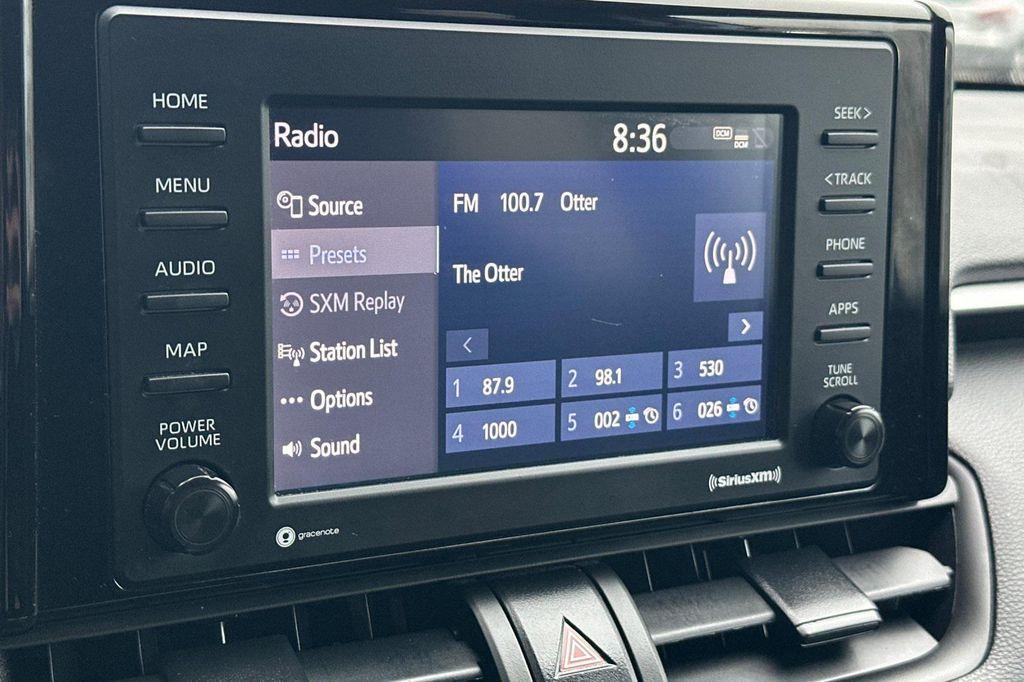 HOME
MENU
AUDIO
MAP
POWER
VOLUME
Radio
8:36
DCM
DCM
Source
Presets
SXM Replay
Station List
Options
Sound
FM 100.7 Otter
The Otter
<
>
1 87.9
2 98.1
3 530
4 1000
5 002
6 026
SEEK>
<TRACK
PHONE
APPS
TUNE
SCROLL
gracenote
((SiriusXM))